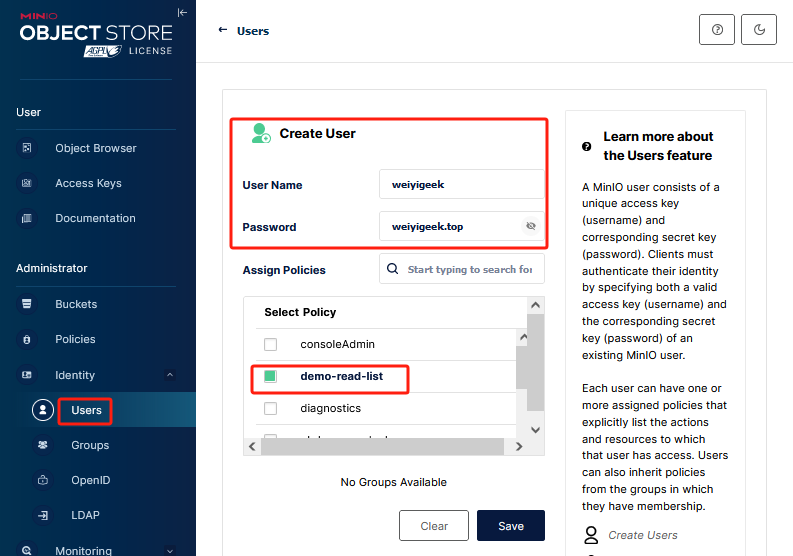 MINIO
OBJECT STORE
AGPL LICENSE
User
Object Browser
Access Keys
Documentation
Administrator
Buckets
Policies
Identity
Users
Groups
OpenID
LDAP
Monitoring
← Users
Create User
User Name
weiyigeek
Password
weiyigeek.top
Assign Policies
Start typing to search for
Select Policy
consoleAdmin
demo-read-list
diagnostics
No Groups Available
Clear
Save
Learn more about
the Users feature
A MinIO user consists of a
unique access key
(username) and
corresponding secret key
(password). Clients must
authenticate their identity
by specifying both a valid
access key (username) and
the corresponding secret
key (password) of an
existing MinIO user.
Each user can have one or
more assigned policies that
explicitly list the actions
and resources to which
that user has access. Users
can also inherit policies
from the groups in which
they have membership.
Create Users